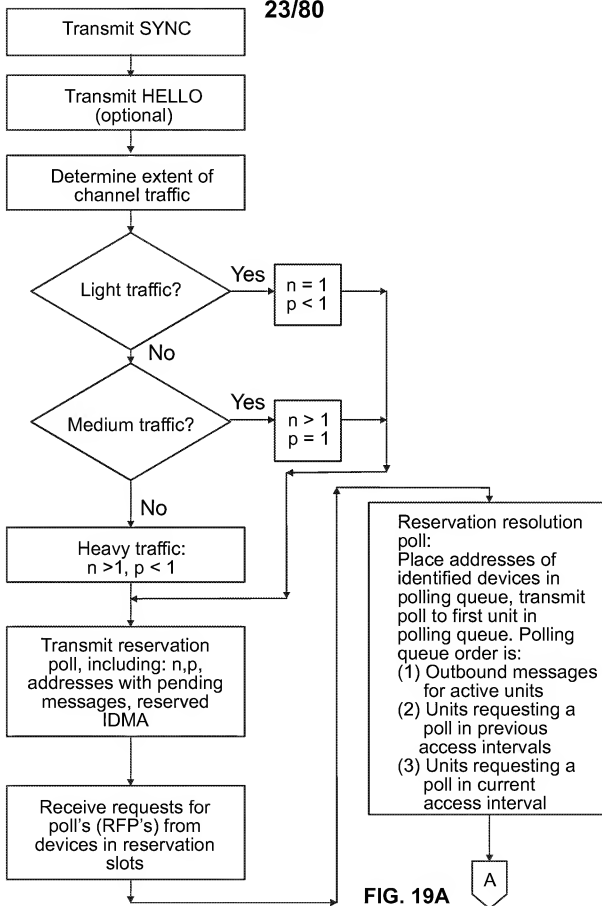 23/80
Transmit SYNC
Transmit HELLO
(optional)
Determine extent of
channel traffic
Light traffic?
Yes
n = 1
p < 1
No
Medium traffic?
Yes
n > 1
p = 1
No
Heavy traffic:
n >1, p < 1
Transmit reservation
poll, including: n,p,
addresses with pending
messages, reserved
IDMA
Receive requests for
poll's (RFP's) from
devices in reservation
slots
Reservation resolution
poll:
Place addresses of
identified devices in
polling queue, transmit
poll to first unit in
polling queue. Polling
queue order is:
(1) Outbound messages
for active units
(2) Units requesting a
poll in previous
access intervals
(3) Units requesting a
poll in current
access interval
A
FIG. 19A